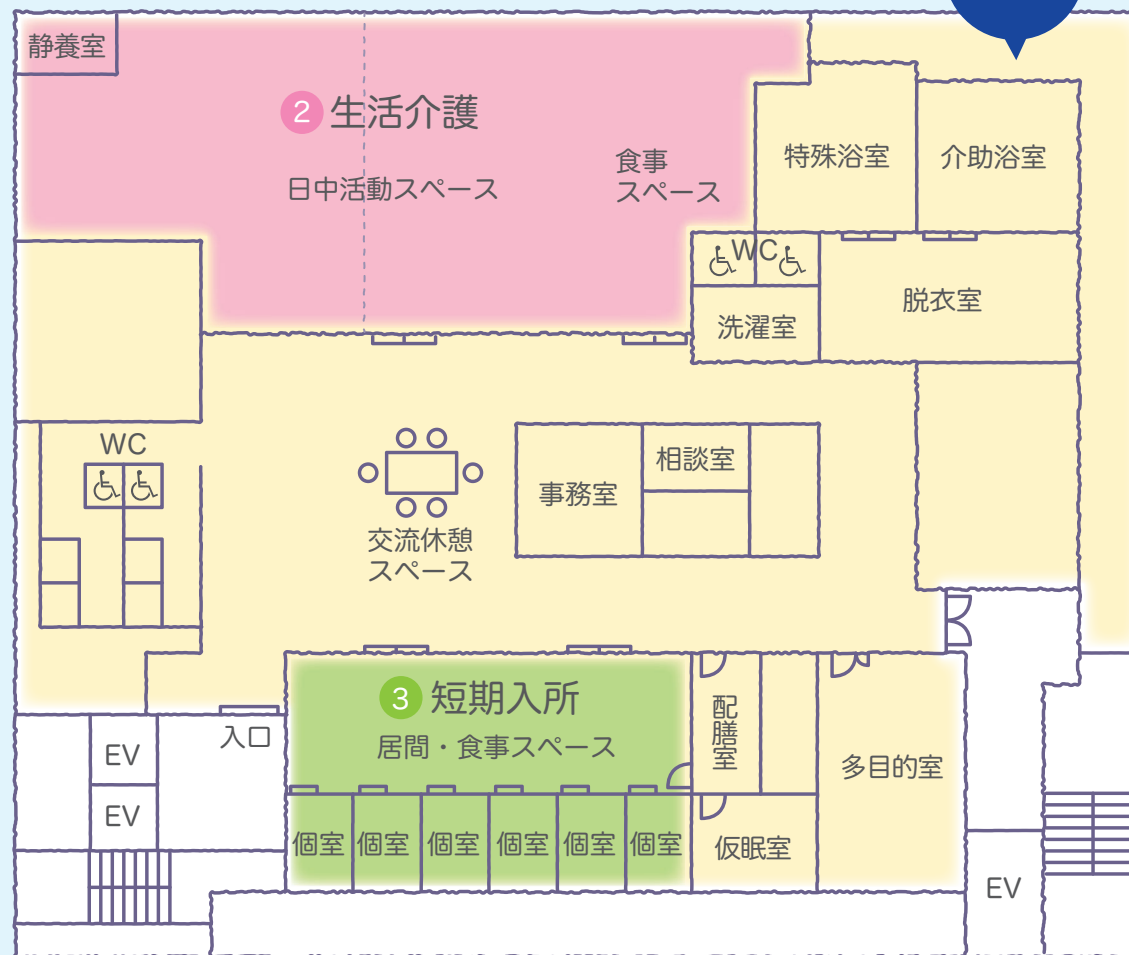 静養室
2 生活介護
日中活動スペース
食事
スペース
特殊浴室
介助浴室
WC
脱衣室
洗濯室
WC
交流休憩
スペース
事務室
相談室
入口
EV
EV
3 短期入所
居間・食事スペース
個室
個室
個室
個室
個室
個室
配膳室
仮眠室
多目的室
EV